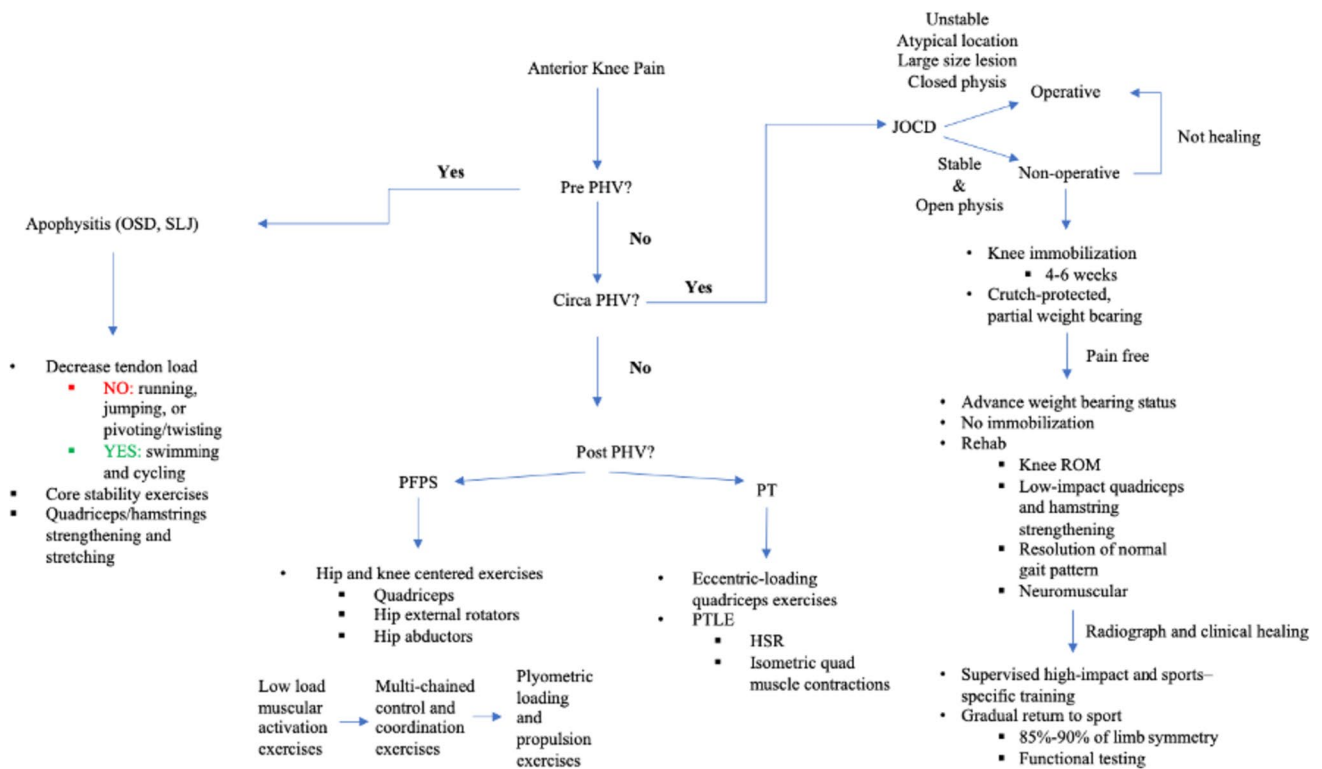 Anterior Knee Pain
Pre PHV?
Yes
No
Apophysitis (OSD, SLJ)
• Decrease tendon load
▪ NO: running,
jumping, or
pivoting/twisting
▪ YES: swimming
and cycling
▪ Core stability exercises
▪ Quadriceps/hamstrings
strengthening and
stretching
Circa PHV?
Yes
No
Post PHV?
PFPS
• Hip and knee centered exercises
▪ Quadriceps
▪ Hip external rotators
▪ Hip abductors
Low load
muscular
activation
exercises
Multi-chained
control and
coordination
exercises
Plyometric
loading
and
propulsion
exercises
PT
• Eccentric-loading
quadriceps exercises
• PTLE
▪ HSR
▪ Isometric quad
muscle contractions
JOCD
Unstable
Atypical location
Large size lesion
Closed physis
Operative
Stable
&
Open physis
Non-operative
Not healing
• Knee immobilization
▪ 4-6 weeks
• Crutch-protected,
partial weight bearing
Pain free
• Advance weight bearing status
• No immobilization
• Rehab
▪ Knee ROM
▪ Low-impact quadriceps
and hamstring
strengthening
▪ Resolution of normal
gait pattern
▪ Neuromuscular
Radiograph and clinical healing
• Supervised high-impact and sports–
specific training
• Gradual return to sport
▪ 85%-90% of limb symmetry
▪ Functional testing